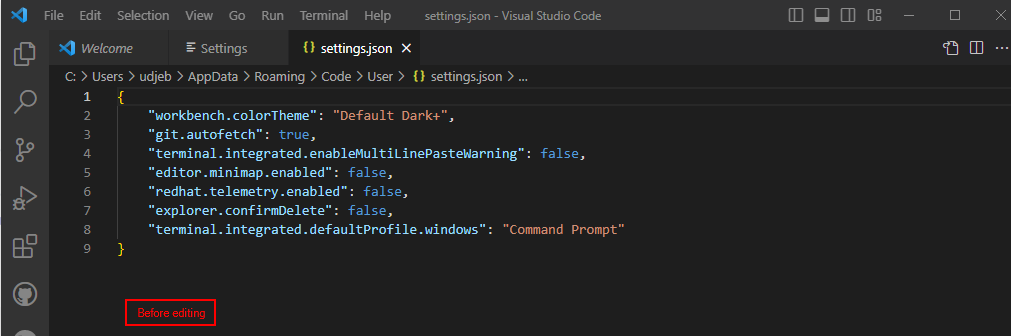 File Edit Selection View Go Run Terminal Help settings.json - Visual Studio Code
Welcome Settings {} settings.json
C: > Users > udjeb > AppData > Roaming > Code > User > {} settings.json > ...
1 {
2 "workbench.colorTheme": "Default Dark+",
3 "git.autofetch": true,
4 "terminal.integrated.enableMultiLinePasteWarning": false,
5 "editor.minimap.enabled": false,
6 "redhat.telemetry.enabled": false,
7 "explorer.confirmDelete": false,
8 "terminal.integrated.defaultProfile.windows": "Command Prompt"
9 }
Before editing